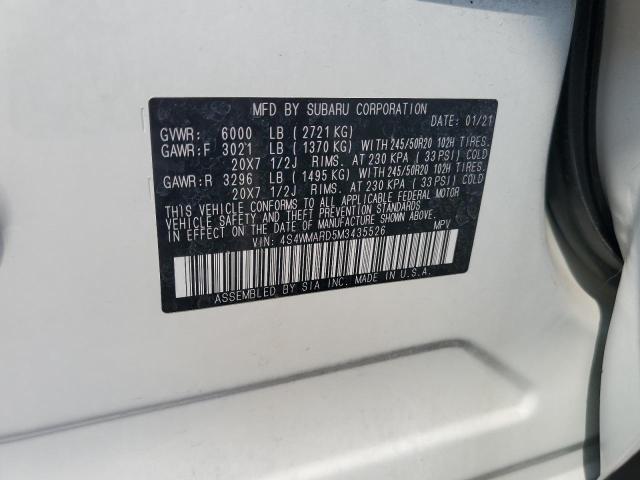 MFD BY SUBARU CORPORATION
DATE: 01/21
GVWR: 6000 LB (2721 KG)
GAWR:F 3021 LB (1370 KG) WITH 245/50R20 102H TIRES.
20X7 1/2J RIMS. AT 230 KPA (33 PSI) COLD
GAWR:R 3296 LB (1495 KG) WITH 245/50R20 102H TIRES.
20X7 1/2J RIMS. AT 230 KPA (33 PSI) COLD
THIS VEHICLE CONFORMS TO ALL APPLICABLE FEDERAL MOTOR
VEHICLE SAFETY, BUMPER, AND THEFT PREVENTION STANDARDS
IN EFFECT ON THE DATE OF MANUFACTURE SHOWN ABOVE.
VIN: 4S4WMARD5M3435526 MPV
ASSEMBLED BY SIA INC. MADE IN U.S.A.